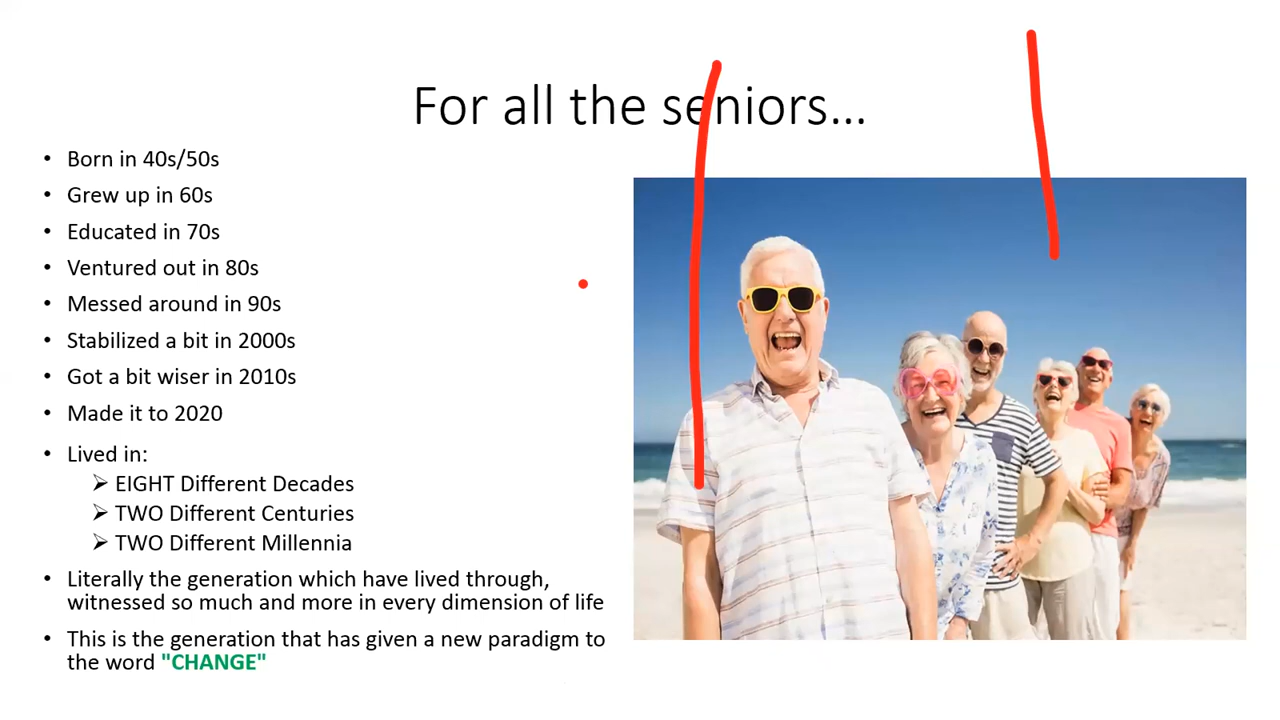 For all the seniors...
• Born in 40s/50s
• Grew up in 60s
• Educated in 70s
• Ventured out in 80s
• Messed around in 90s
• Stabilized a bit in 2000s
• Got a bit wiser in 2010s
• Made it to 2020
• Lived in:
➢ EIGHT Different Decades
➢ TWO Different Centuries
➢ TWO Different Millennia
• Literally the generation which have lived through,
witnessed so much and more in every dimension of life
• This is the generation that has given a new paradigm to
the word "CHANGE"